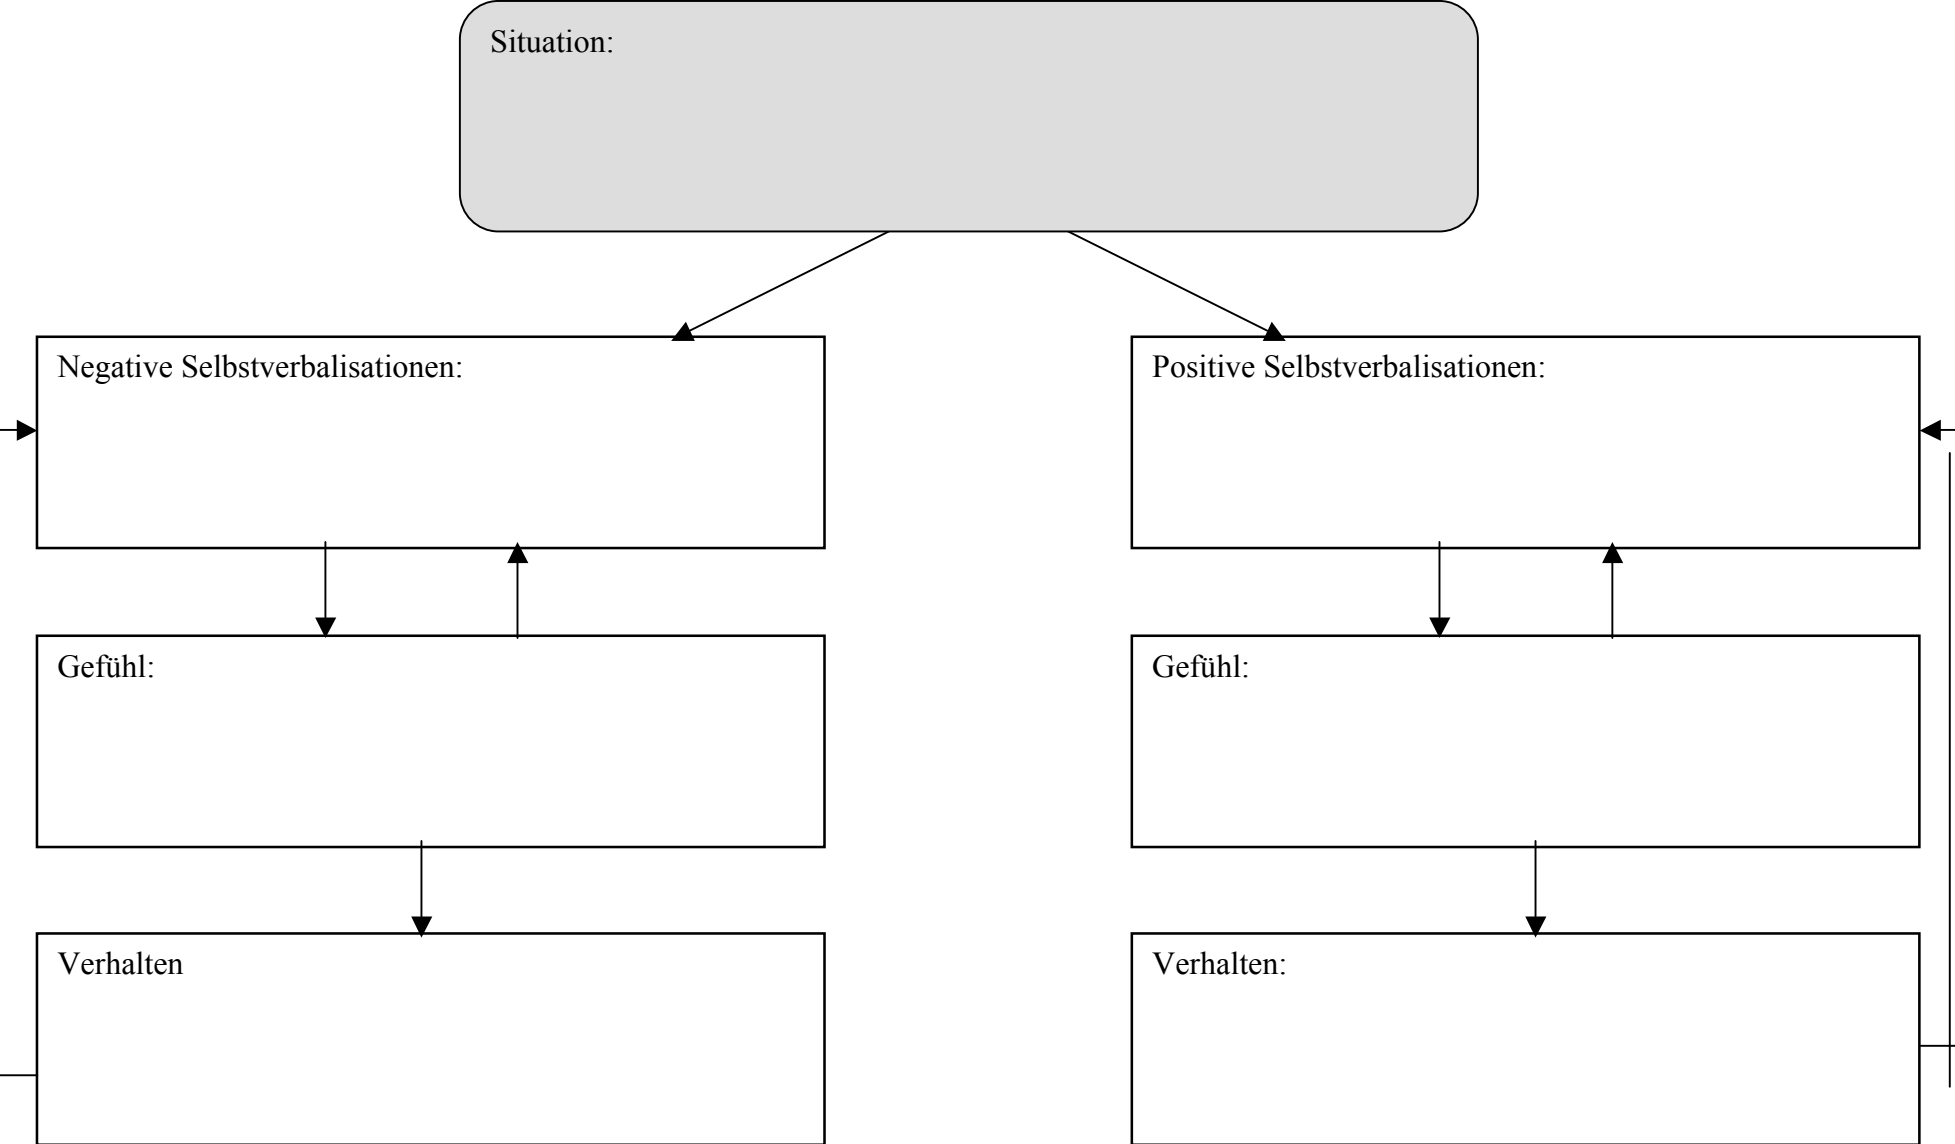 Situation:
Negative Selbstverbalisationen:
Positive Selbstverbalisationen:
Gefühl:
Gefühl:
Verhalten
Verhalten: